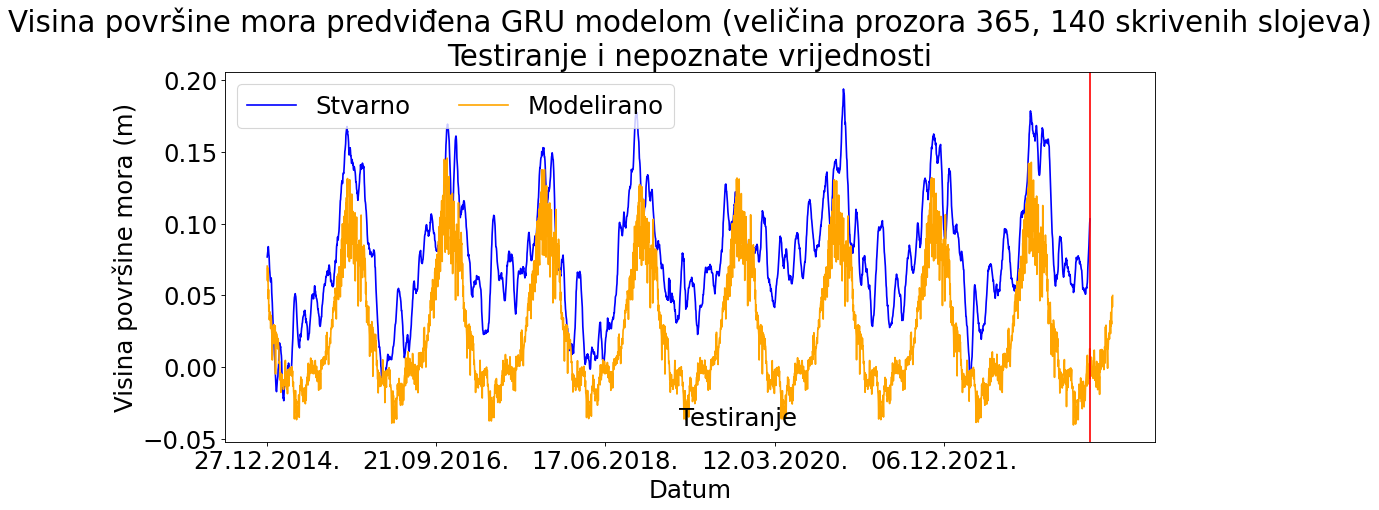 Visina površine mora predviđena GRU modelom (veličina prozora 365, 140 skrivenih slojeva)
Testiranje i nepoznate vrijednosti
Stvarno
Modelirano
Visina površine mora (m)
0.20
0.15
0.10
0.05
0.00
−0.05
Testiranje
27.12.2014.
21.09.2016.
17.06.2018.
12.03.2020.
06.12.2021.
Datum